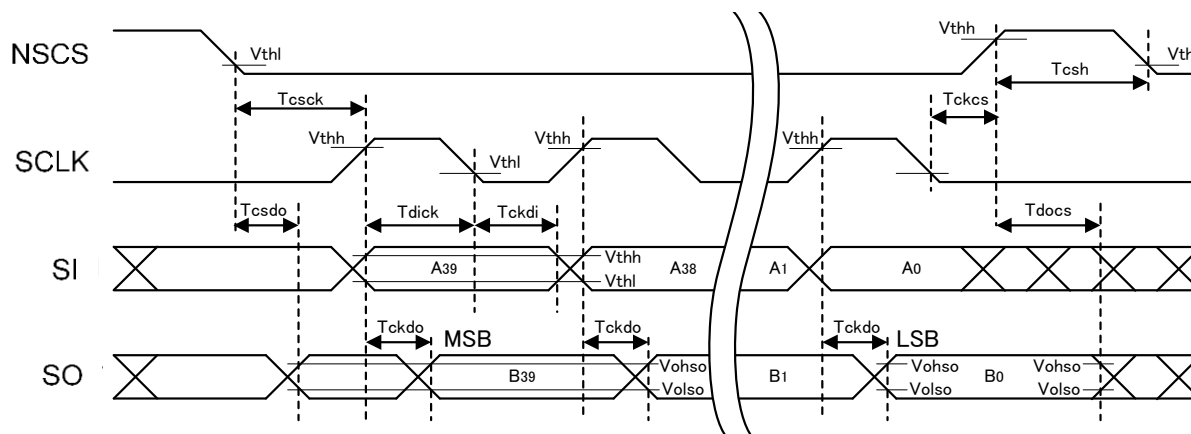 NSCS
Vthl
Vthh
Vth
Tcsck
Tcsh
Tckcs
SCLK
Vthh
Vthl
Vthh
Vthh
Tcsdo
Tdick
Tckdi
Tdocs
SI
A39
Vthh
Vthl
A38
A1
A0
Tckdo
MSB
Tckdo
Tckdo
LSB
SO
B39
Vohso
Volso
B1
Vohso
Volso
B0
Vohso
Volso